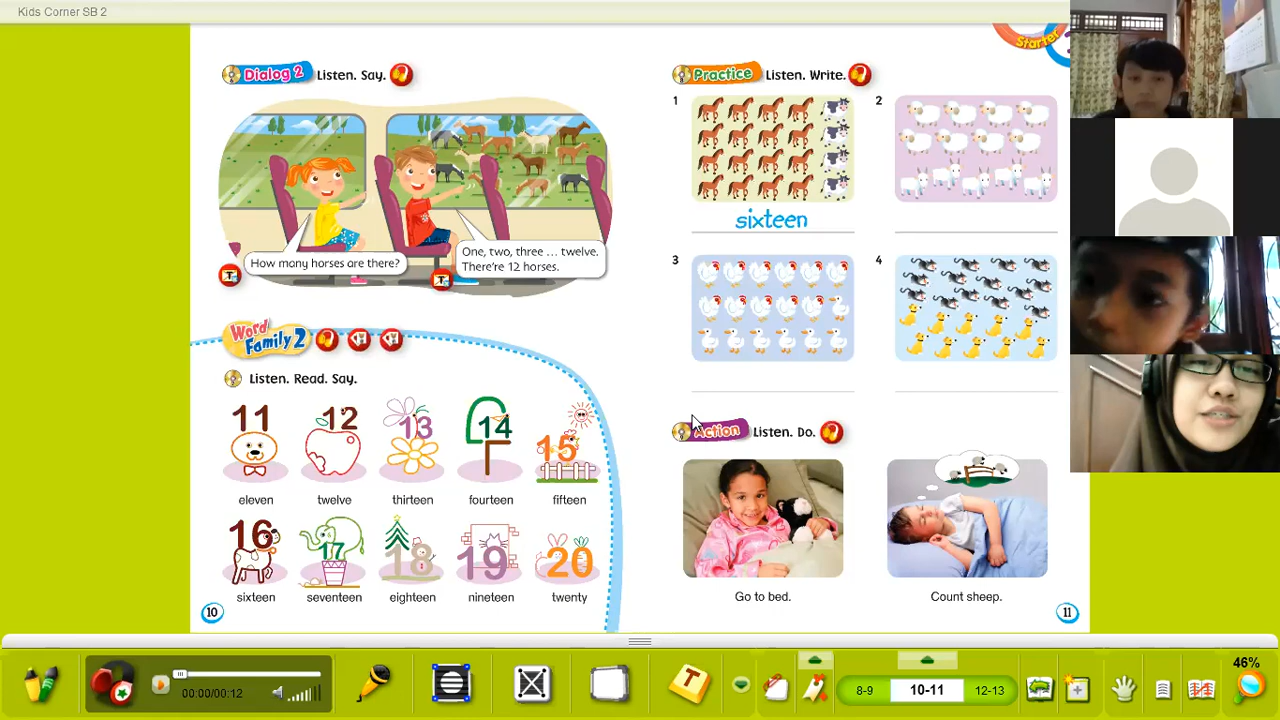 Kids Corner SB 2
Starter
Dialog 2 Listen. Say.
How many horses are there?
One, two, three ... twelve.
There're 12 horses.
T
T
Word
Family 2
Listen. Read. Say.
11 12 13 14 15
eleven twelve thirteen fourteen fifteen
16 17 18 19 20
sixteen seventeen eighteen nineteen twenty
10
Practice Listen. Write.
1 2
sixteen
3 4
Action Listen. Do.
Go to bed. Count sheep.
11
00:00/00:12
T
8-9 10-11 12-13
46%